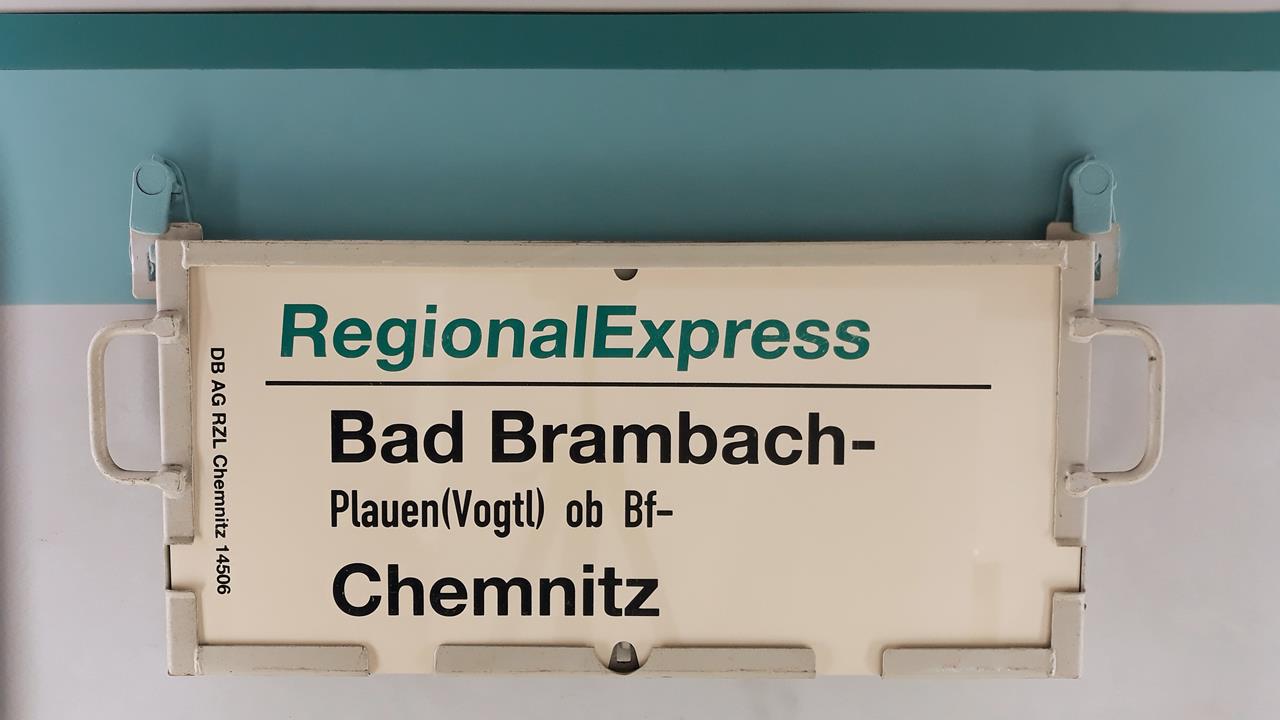 RegionalExpress
Bad Brambach-
Plauen(Vogtl) ob Bf-
Chemnitz
DB AG RZL Chemnitz 14506